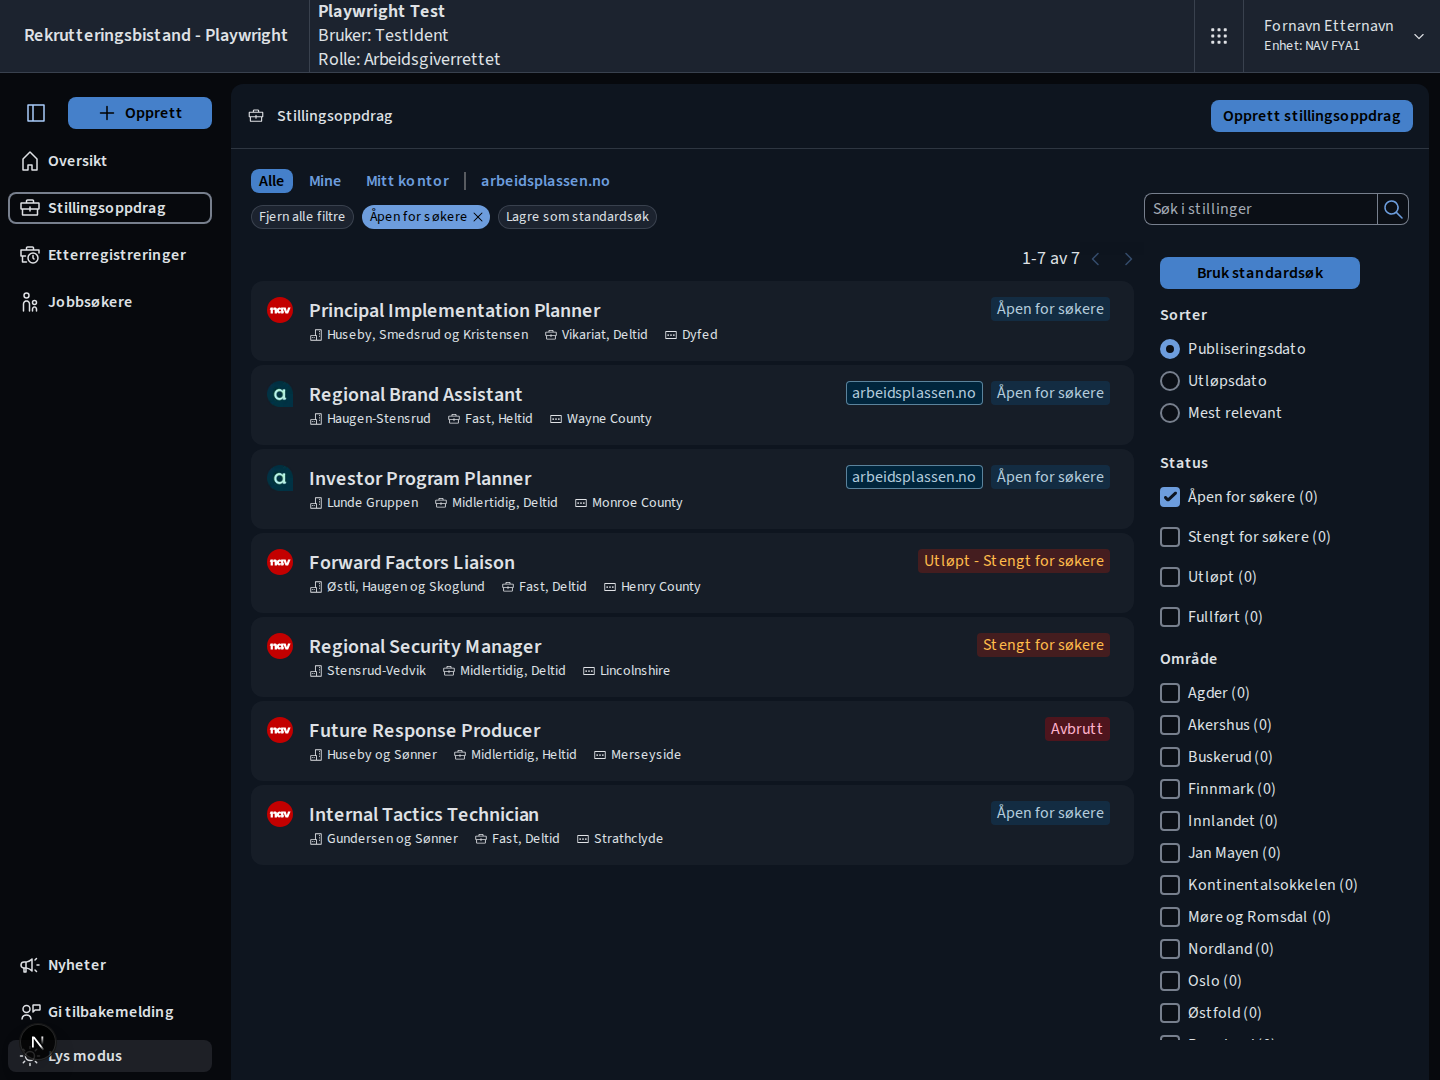 Rekrutteringsbistand - Playwright
Playwright Test
Bruker: TestIdent
Rolle: Arbeidsgiverrettet
Fornavn Etternavn
Enhet: NAV FYA1
Opprett
Oversikt
Stillingsoppdrag
Etterregistreringer
Jobbsøkere
Nyheter
Gi tilbakemelding
N
Lys modus
Stillingsoppdrag
Opprett stillingsoppdrag
Alle
Mine
Mitt kontor
arbeidsplassen.no
Fjern alle filtre
Åpen for søkere
Lagre som standardsøk
Søk i stillinger
1-7 av 7
nav
Principal Implementation Planner
Åpen for søkere
Huseby, Smedsrud og Kristensen
Vikariat, Deltid
Dyfed
a
Regional Brand Assistant
arbeidsplassen.no
Åpen for søkere
Haugen-Stensrud
Fast, Heltid
Wayne County
a
Investor Program Planner
arbeidsplassen.no
Åpen for søkere
Lunde Gruppen
Midlertidig, Deltid
Monroe County
nav
Forward Factors Liaison
Utløpt - Stengt for søkere
Østli, Haugen og Skoglund
Fast, Deltid
Henry County
nav
Regional Security Manager
Stengt for søkere
Stensrud-Vedvik
Midlertidig, Deltid
Lincolnshire
nav
Future Response Producer
Avbrutt
Huseby og Sønner
Midlertidig, Heltid
Merseyside
nav
Internal Tactics Technician
Åpen for søkere
Gundersen og Sønner
Fast, Deltid
Strathclyde
Bruk standardsøk
Sorter
Publiseringsdato
Utløpsdato
Mest relevant
Status
Åpen for søkere (0)
Stengt for søkere (0)
Utløpt (0)
Fullført (0)
Område
Agder (0)
Akershus (0)
Buskerud (0)
Finnmark (0)
Innlandet (0)
Jan Mayen (0)
Kontinentalsokkelen (0)
Møre og Romsdal (0)
Nordland (0)
Oslo (0)
Østfold (0)